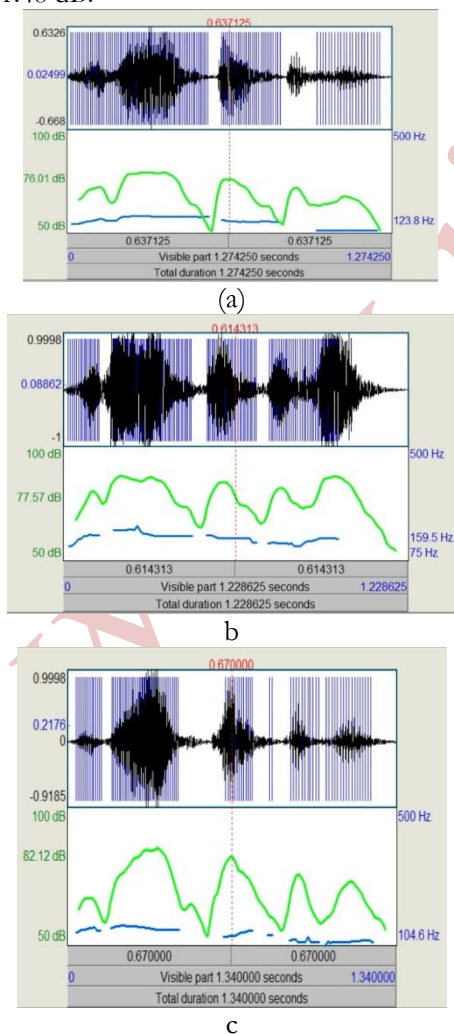 1.48 dB.
0.637125
0.6326
0.02499
-0.668
100 dB
500 Hz
76.01 dB
50 dB
123.8 Hz
0.637125 0.637125
0 Visible part 1.274250 seconds 1.274250
Total duration 1.274250 seconds
(a)
0.614313
0.9998
0.08862
-1
100 dB
500 Hz
77.57 dB
159.5 Hz
50 dB
75 Hz
0.614313 0.614313
0 Visible part 1.228625 seconds 1.228625
Total duration 1.228625 seconds
b
0.670000
0.9998
0.2176
0
-0.9185
100 dB
500 Hz
82.12 dB
50 dB
104.6 Hz
0.670000 0.670000
0 Visible part 1.340000 seconds 1.340000
Total duration 1.340000 seconds
c